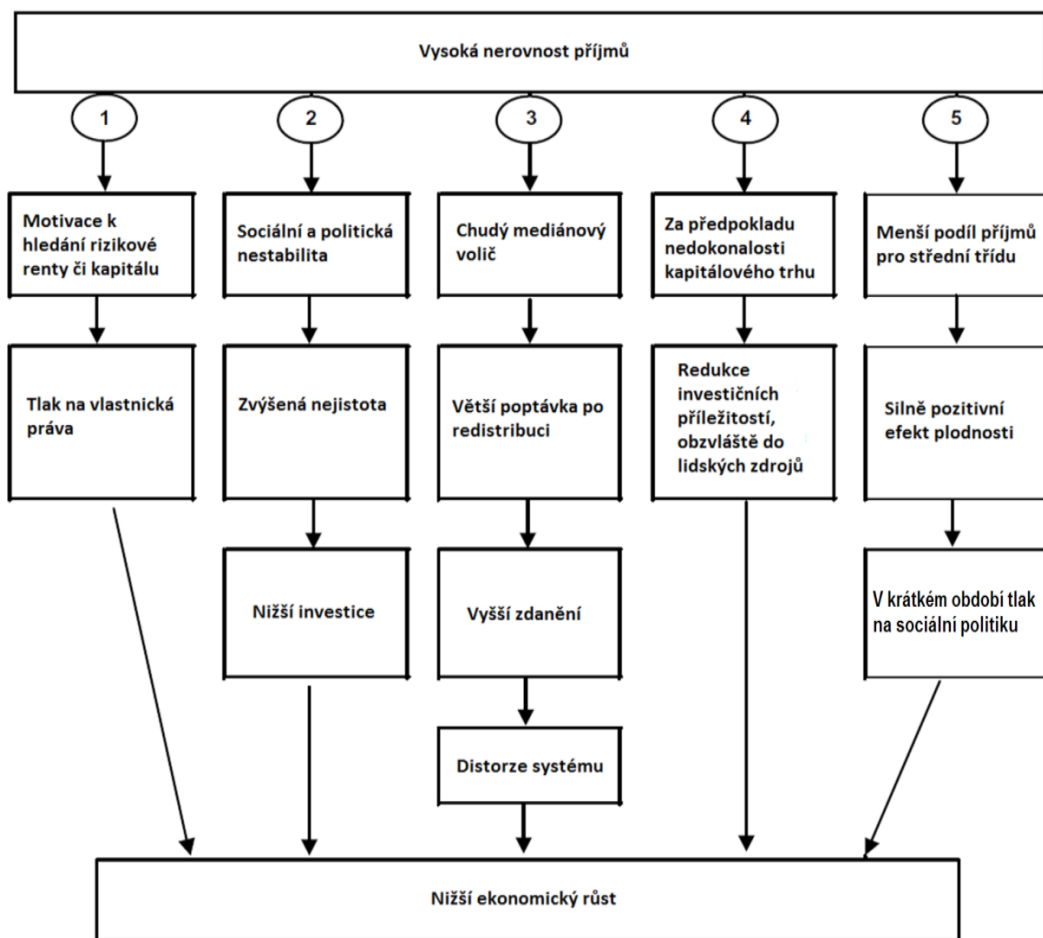 Vysoká nerovnost příjmů
1
2
3
4
5
Motivace k
hledání rizikové
renty či kapitálu
Sociální a politická
nestabilita
Chudý mediánový
volič
Za předpokladu
nedokonalosti
kapitálového trhu
Menší podíl příjmů
pro střední třídu
Tlak na vlastnická
práva
Zvýšená nejistota
Větší poptávka po
redistribuci
Redukce
investičních
příležitostí,
obzvláště do
lidských zdrojů
Silně pozitivní
efekt plodnosti
Nižší investice
Vyšší zdanění
V krátkém období tlak
na sociální politiku
Distorze systému
Nižší ekonomický růst